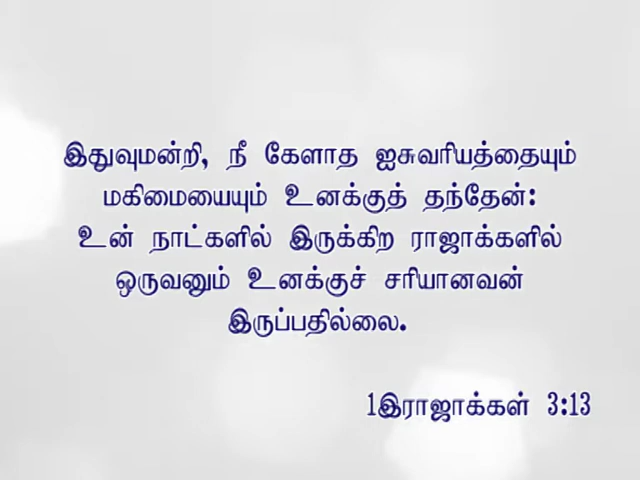 இதுவுமன்றி, நீ கேளாத ஐசுவரியத்தையும்
மகிமையையும் உனக்குத் தந்தேன்:
உன் நாட்களில் இருக்கிற ராஜாக்களில்
ஒருவனும் உனக்குச் சரியானவன்
இருப்பதில்லை.
1இராஜாக்கள் 3:13